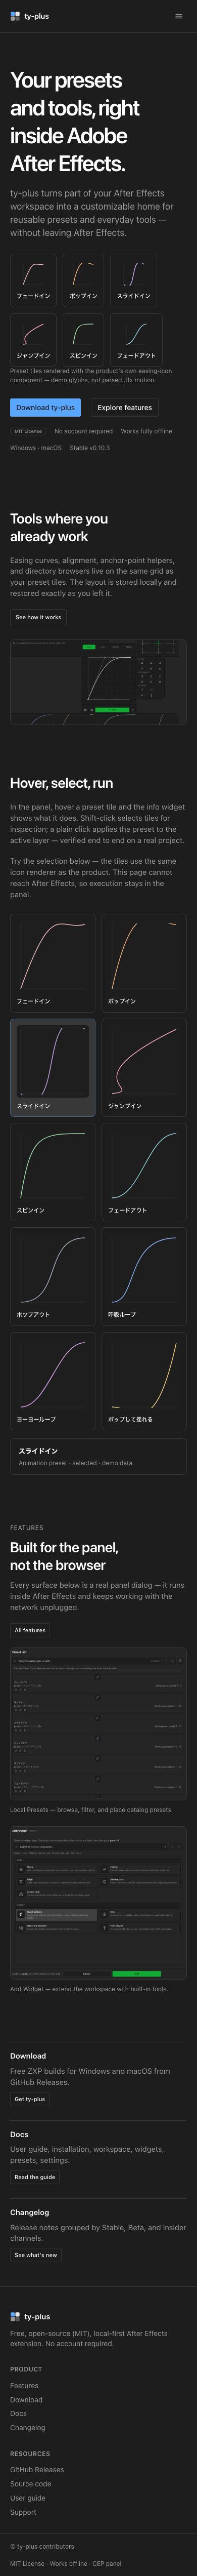 ty-plus
Your presets
and tools, right
inside Adobe
After Effects.
ty-plus turns part of your After Effects
workspace into a customizable home for
reusable presets and everyday tools —
without leaving After Effects.
フェードイン
ポップイン
スライドイン
ジャンプイン
スピンイン
フェードアウト
Preset tiles rendered with the product's own easing-icon
component — demo glyphs, not parsed .ffx motion.
Download ty-plus
Explore features
MIT License
No account required
Works fully offline
Windows · macOS
Stable v0.10.3
Tools where you
already work
Easing curves, alignment, anchor-point helpers,
and directory browsers live on the same grid as
your preset tiles. The layout is stored locally and
restored exactly as you left it.
See how it works
Hover, select, run
In the panel, hover a preset tile and the info widget
shows what it does. Shift-click selects tiles for
inspection; a plain click applies the preset to the
active layer — verified end to end on a real project.
Try the selection below — the tiles use the same
icon renderer as the product. This page cannot
reach After Effects, so execution stays in the
panel.
フェードイン
ポップイン
スライドイン
ジャンプイン
スピンイン
フェードアウト
ポップアウト
呼吸ループ
ヨーヨーループ
ポップして揺れる
スライドイン
Animation preset · selected · demo data
FEATURES
Built for the panel,
not the browser
Every surface below is a real panel dialog — it runs
inside After Effects and keeps working with the
network unplugged.
All features
Local Presets — browse, filter, and place catalog presets.
Add Widget — extend the workspace with built-in tools.
Download
Free ZXP builds for Windows and macOS from
GitHub Releases.
Get ty-plus
Docs
User guide, installation, workspace, widgets,
presets, settings.
Read the guide
Changelog
Release notes grouped by Stable, Beta, and Insider
channels.
See what's new
ty-plus
Free, open-source (MIT), local-first After Effects
extension. No account required.
PRODUCT
Features
Download
Docs
Changelog
RESOURCES
GitHub Releases
Source code
User guide
Support
© ty-plus contributors
MIT License · Works offline · CEP panel